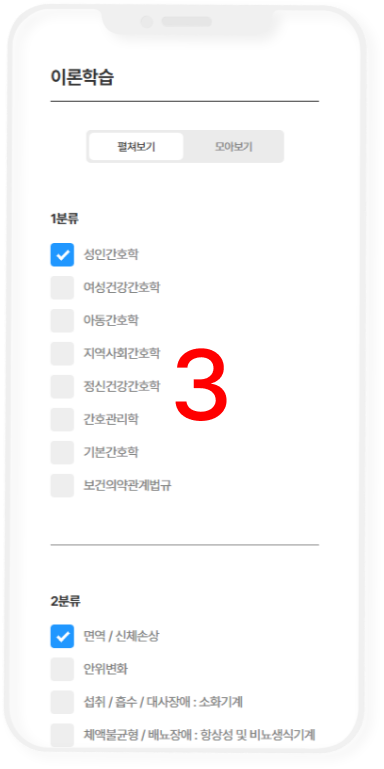 이론학습
펼쳐보기 모아보기
1분류
성인간호학
여성건강간호학
아동간호학
지역사회간호학
3
정신건강간호학
간호관리학
기본간호학
보건의약관계법규
2분류
면역 / 신체손상
안위변화
섭취 / 흡수 / 대사장애 : 소화기계
체액불균형 / 배뇨장애 : 항상성 및 비뇨생식기계